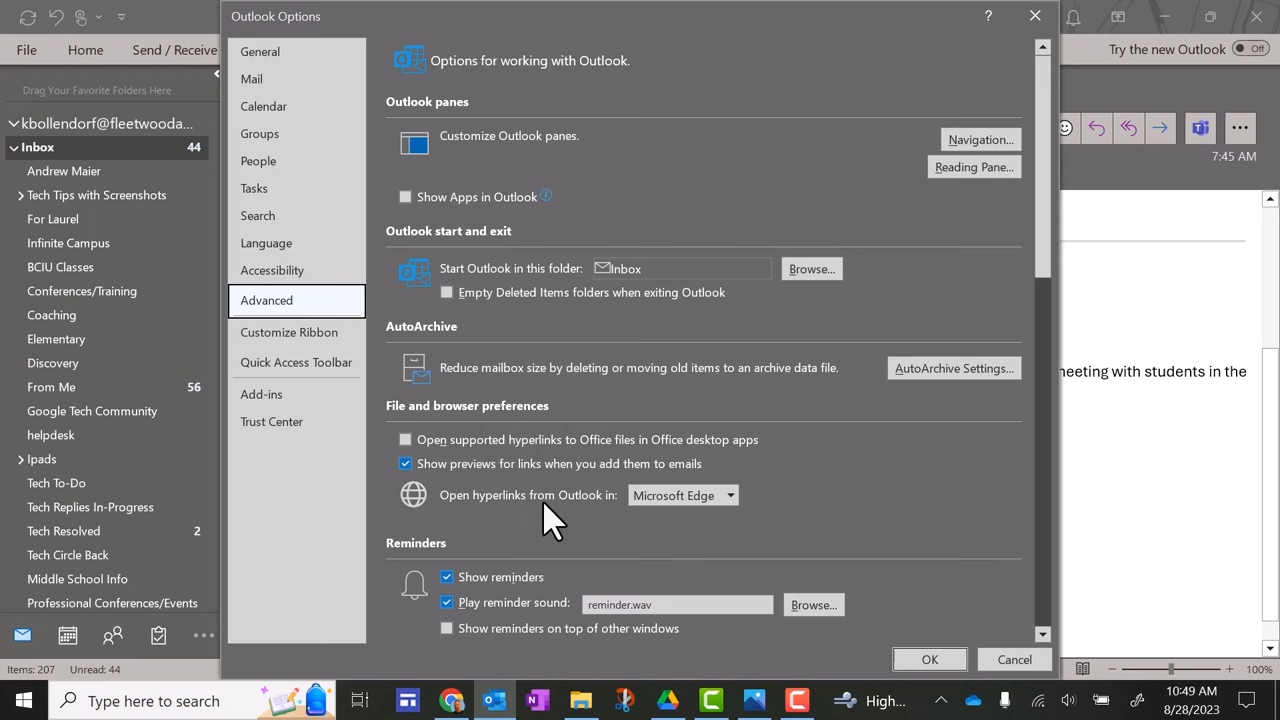 Outlook Options
?
File
Home
Send / Receive
Try the new Outlook
Off
Drag Your Favorite Folders Here
kbollendorf@fleetwooda...
Inbox 44
Andrew Maier
Tech Tips with Screenshots
For Laurel
Infinite Campus
BCIU Classes
Conferences/Training
Coaching
Elementary
Discovery
From Me 56
Google Tech Community
helpdesk
Ipads
Tech To-Do
Tech Replies In-Progress
Tech Resolved 2
Tech Circle Back
Middle School Info
Professional Conferences/Events
Items: 207 Unread: 44
General
Mail
Calendar
Groups
People
Tasks
Search
Language
Accessibility
Advanced
Customize Ribbon
Quick Access Toolbar
Add-ins
Trust Center
Options for working with Outlook.
Outlook panes
Customize Outlook panes.
Navigation...
Reading Pane...
Show Apps in Outlook
Outlook start and exit
Start Outlook in this folder: Inbox Browse...
Empty Deleted Items folders when exiting Outlook
AutoArchive
Reduce mailbox size by deleting or moving old items to an archive data file. AutoArchive Settings...
File and browser preferences
Open supported hyperlinks to Office files in Office desktop apps
Show previews for links when you add them to emails
Open hyperlinks from Outlook in: Microsoft Edge
Reminders
Show reminders
Play reminder sound: reminder.wav Browse...
Show reminders on top of other windows
OK Cancel
7:45 AM
neeting with students in the
100%
Type here to search
High...
10:49 AM
8/28/2023